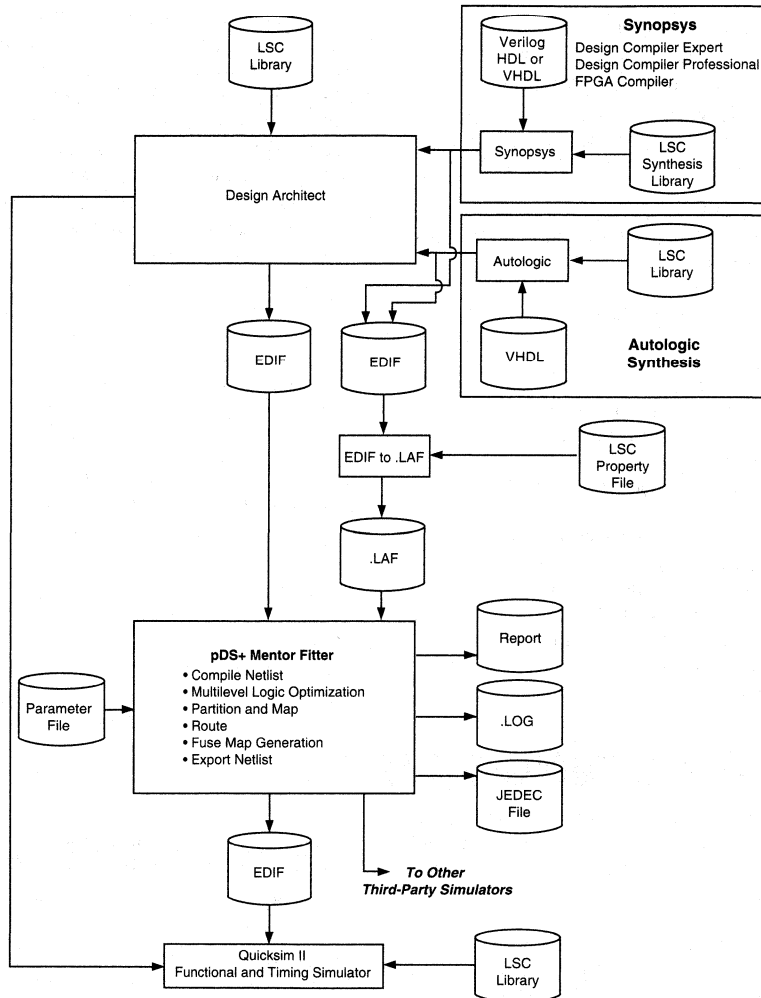 LSC
Library
Verilog
HDL or
VHDL
Synopsys
Design Compiler Expert
Design Compiler Professional
FPGA Compiler
Synopsys
LSC
Synthesis
Library
Design Architect
Autologic
LSC
Library
VHDL
Autologic
Synthesis
EDIF
EDIF
EDIF to .LAF
LSC
Property
File
.LAF
pDS+ Mentor Fitter
• Compile Netlist
• Multilevel Logic Optimization
• Partition and Map
• Route
• Fuse Map Generation
• Export Netlist
Parameter
File
Report
.LOG
JEDEC
File
EDIF
To Other
Third-Party Simulators
Quicksim II
Functional and Timing Simulator
LSC
Library